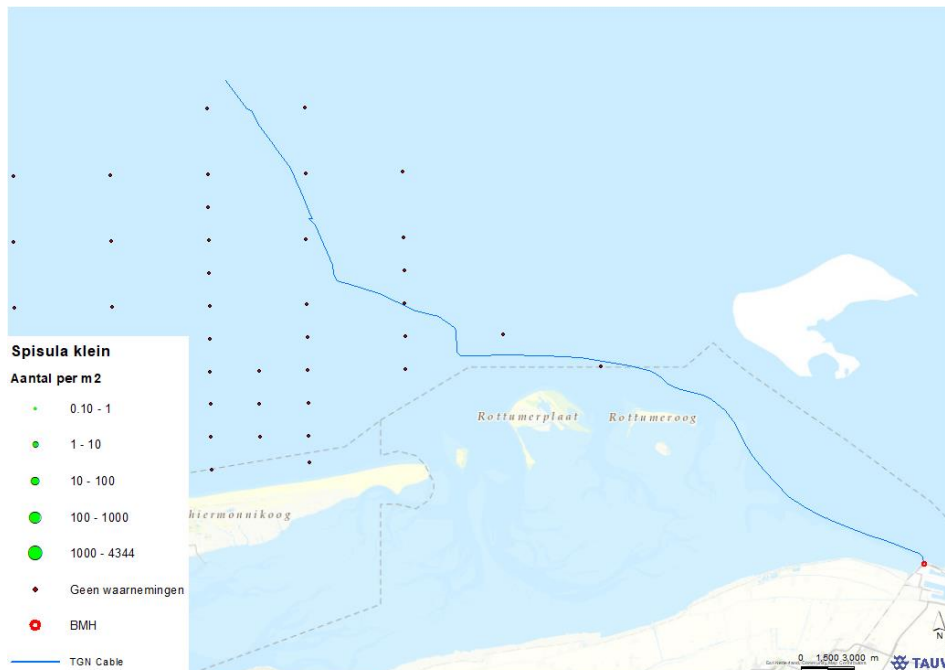 Rottumerplaat
Rottumeroog
hiermonnikoog
Spisula klein
Aantal per m2
0.10 - 1
1 - 10
10 - 100
100 - 1000
1000 - 4344
Geen waarnemingen
BMH
TGN Cable
0 1,500 3,000 m
N
TAUW